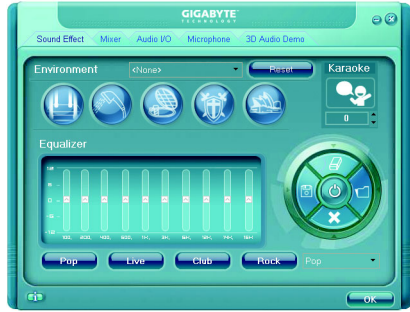 GIGABYTE
TECHNOLOGY
Sound Effect Mixer Audio I/O Microphone 3D Audio Demo
Environment <None> Reset Karaoke
0
Equalizer
Pop Live Club Rock Pop
OK